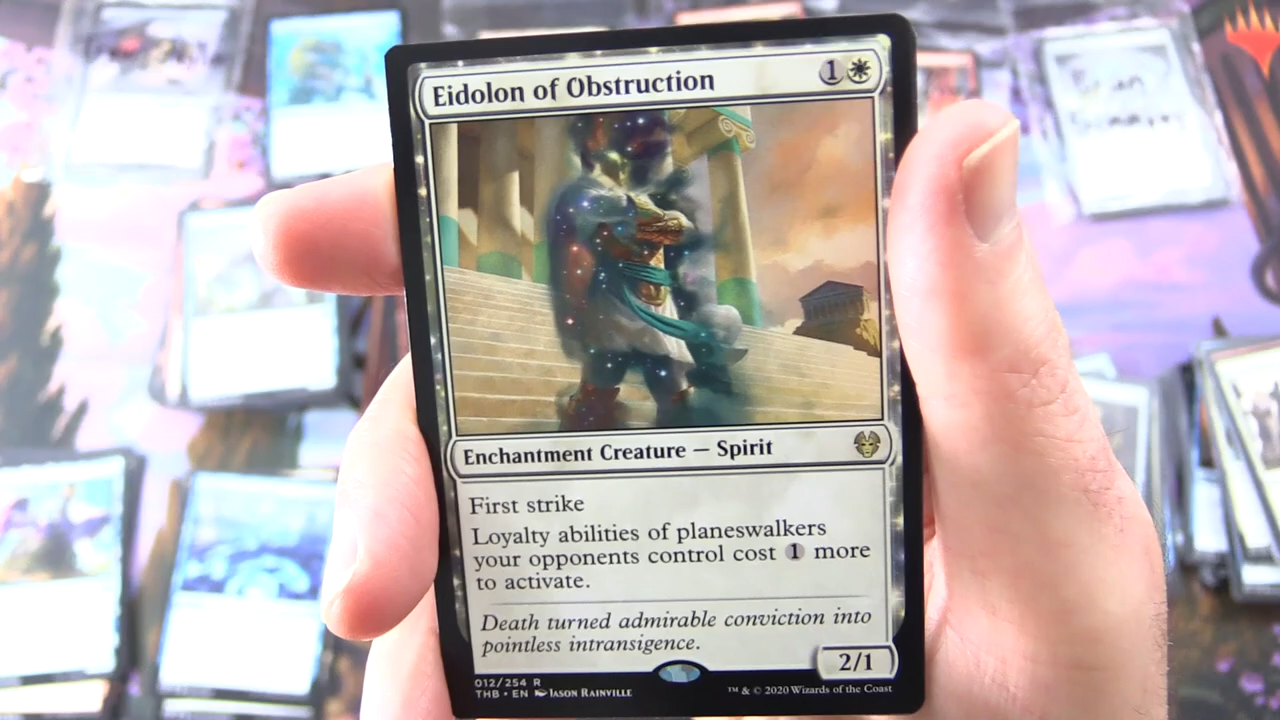 Eidolon of Obstruction 1
Enchantment Creature — Spirit
First strike
Loyalty abilities of planeswalkers
your opponents control cost 1 more
to activate.
Death turned admirable conviction into
pointless intransigence.
2/1
012/254 R
THB • EN Jason Rainville
™ & © 2020 Wizards of the Coast